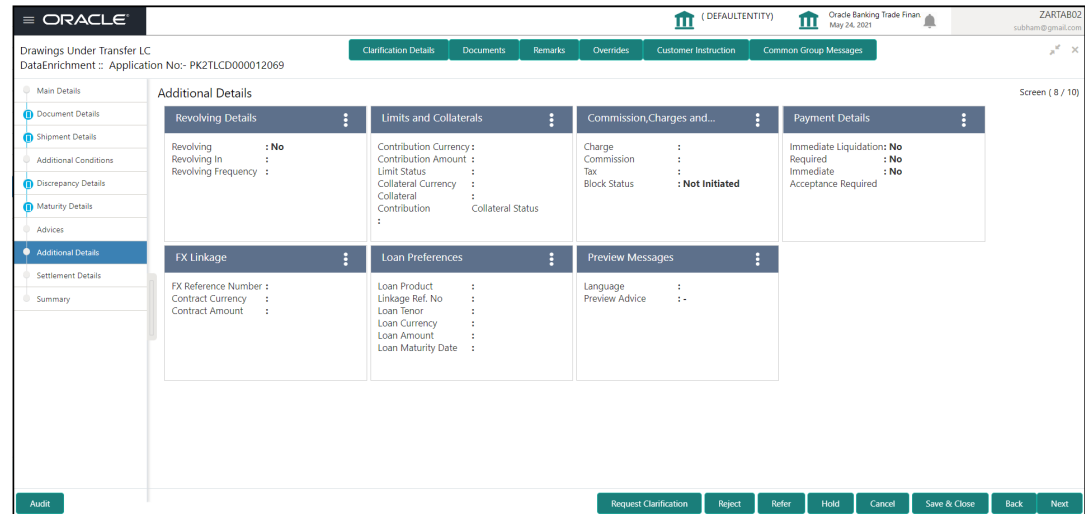 ORACLE
( DEFAULTENTITY)
Oracle Banking Trade Finan.
May 24, 2021
ZARTAB02
subham@gmail.com
Drawings Under Transfer LC
DataEnrichment :: Application No:- PK2TLCD000012069
Clarification Details
Documents
Remarks
Overrides
Customer Instruction
Common Group Messages
Main Details
Document Details
Shipment Details
Additional Conditions
Discrepancy Details
Maturity Details
Advices
Additional Details
Settlement Details
Summary
Additional Details
Screen ( 8 / 10)
Revolving Details
Revolving : No
Revolving In :
Revolving Frequency :
Limits and Collaterals
Contribution Currency :
Contribution Amount :
Limit Status :
Collateral Currency :
Collateral :
Contribution Collateral Status
:
Commission,Charges and...
Charge :
Commission :
Tax :
Block Status : Not Initiated
Payment Details
Immediate Liquidation: No
Required : No
Immediate : No
Acceptance Required
FX Linkage
FX Reference Number :
Contract Currency :
Contract Amount :
Loan Preferences
Loan Product :
Linkage Ref. No :
Loan Tenor :
Loan Currency :
Loan Amount :
Loan Maturity Date :
Preview Messages
Language :
Preview Advice : -
Audit
Request Clarification
Reject
Refer
Hold
Cancel
Save & Close
Back
Next